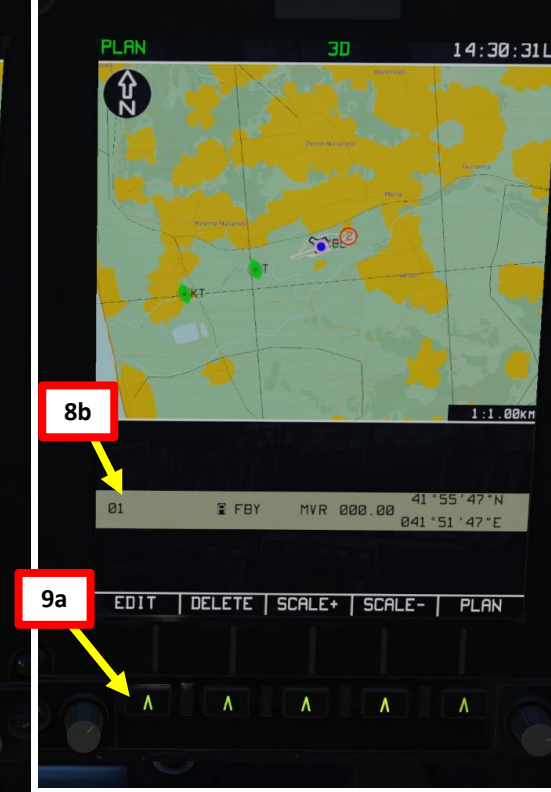 PLAN 3D 14:30:31L
N
BL 2
T
KT
1:1.00KM
8b
01 FBY MVR 000.00 41°55'47"N
041°51'47"E
9a
EDIT | DELETE | SCALE+ | SCALE- | PLAN
Λ Λ Λ Λ Λ